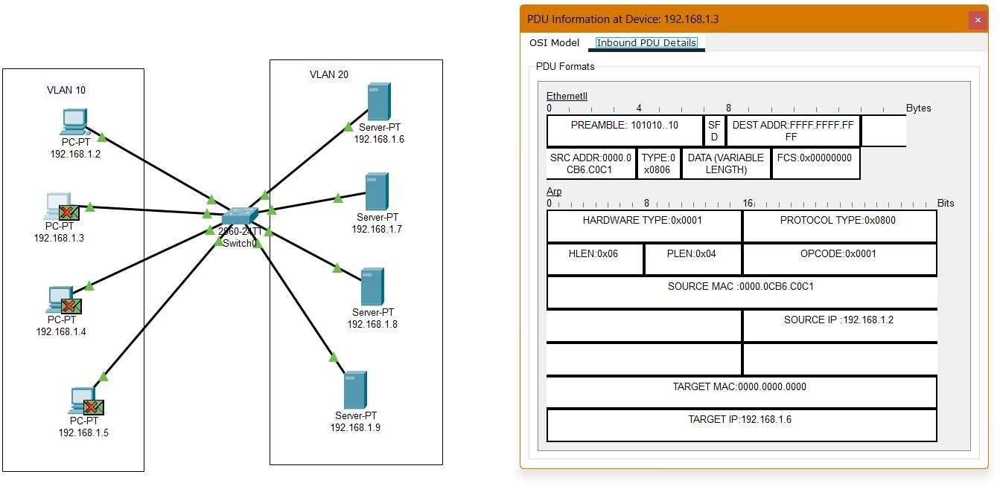 VLAN 10
PC-PT
192.168.1.2
PC-PT
192.168.1.3
PC-PT
192.168.1.4
PC-PT
192.168.1.5
2960-24TT
Switch0
VLAN 20
Server-PT
192.168.1.6
Server-PT
192.168.1.7
Server-PT
192.168.1.8
Server-PT
192.168.1.9
PDU Information at Device: 192.168.1.3
OSI Model Inbound PDU Details
PDU Formats
EthernetII
0 4 8 Bytes
PREAMBLE: 101010..10
SF
D
DEST ADDR:FFFF.FFFF.FF
FF
SRC ADDR:0000.0
CB6.C0C1
TYPE:0
x0806
DATA (VARIABLE
LENGTH)
FCS:0x00000000
Arp
0 8 16 Bits
HARDWARE TYPE:0x0001 PROTOCOL TYPE:0x0800
HLEN:0x06 PLEN:0x04 OPCODE:0x0001
SOURCE MAC :0000.0CB6.C0C1
SOURCE IP :192.168.1.2
TARGET MAC:0000.0000.0000
TARGET IP:192.168.1.6